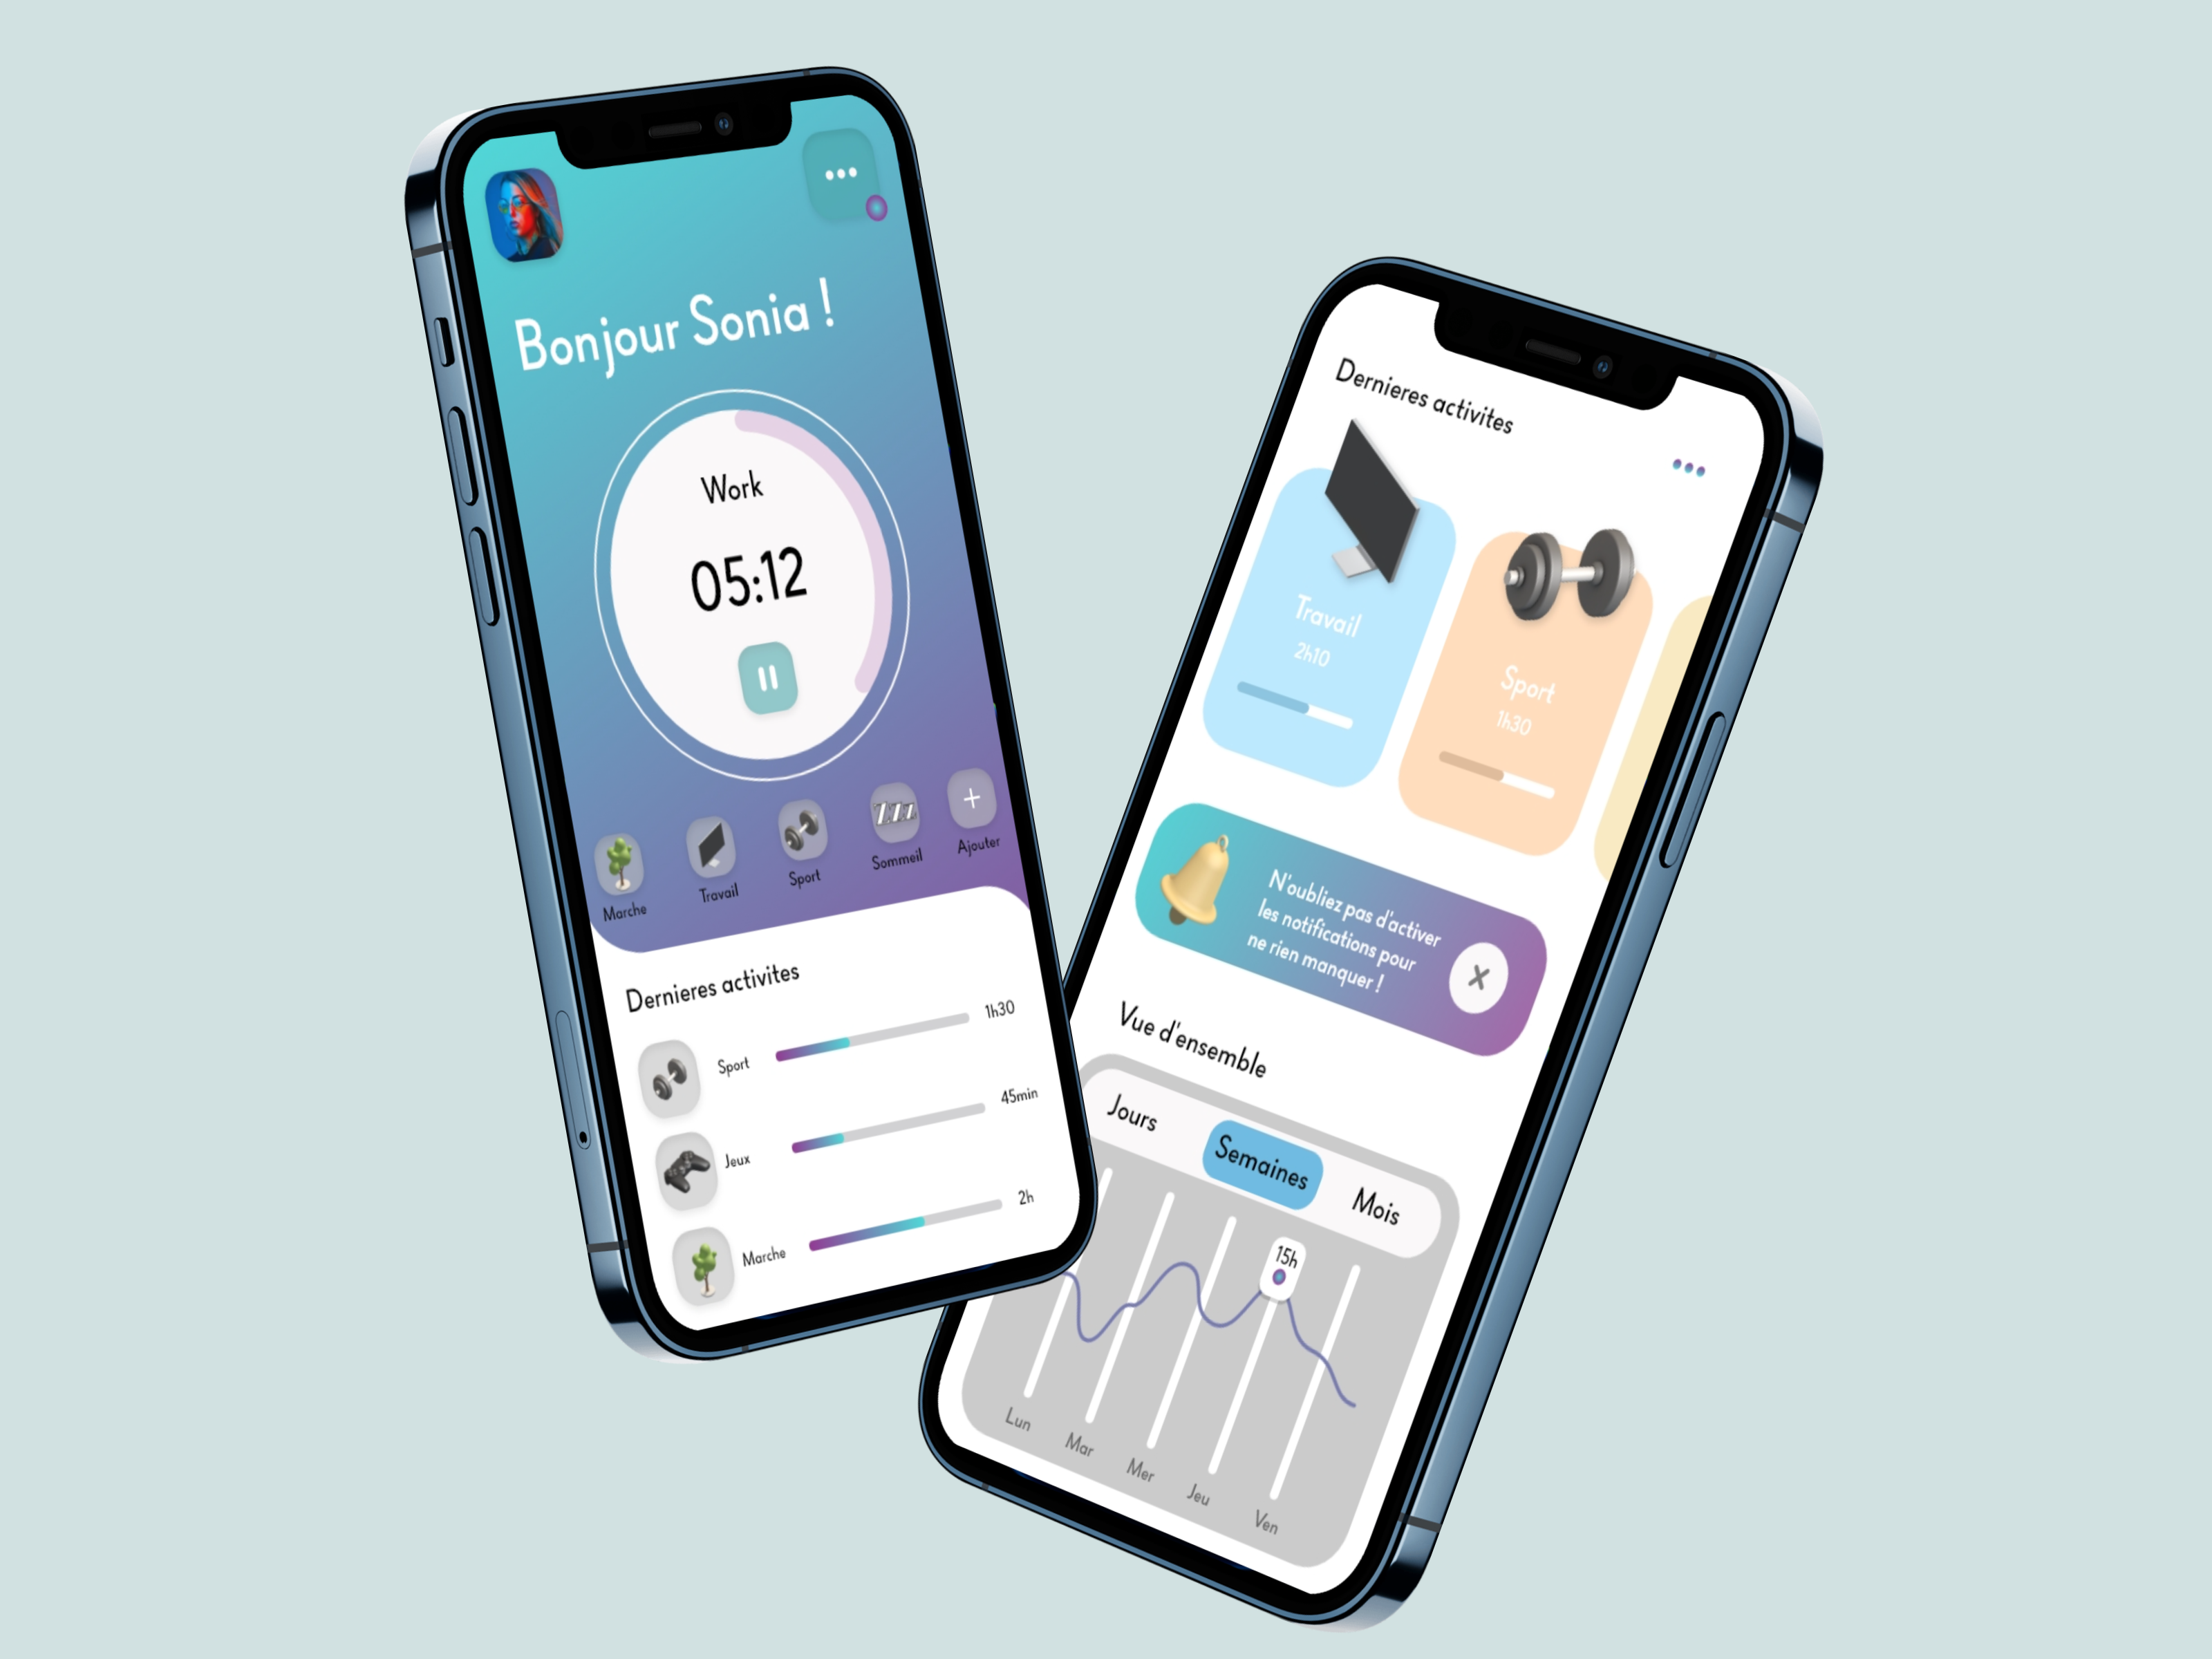 Bonjour Sonia !
Work
05:12
Marche
Travail
Sport
Sommeil
Ajouter
Dernieres activites
Sport
1h30
Jeux
45min
Marche
2h
Dernieres activites
Travail
2h10
Sport
1h30
N'oubliez pas d'activer
les notifications pour
ne rien manquer !
Vue d'ensemble
Jours
Semaines
Mois
15h
Lun
Mar
Mer
Jeu
Ven